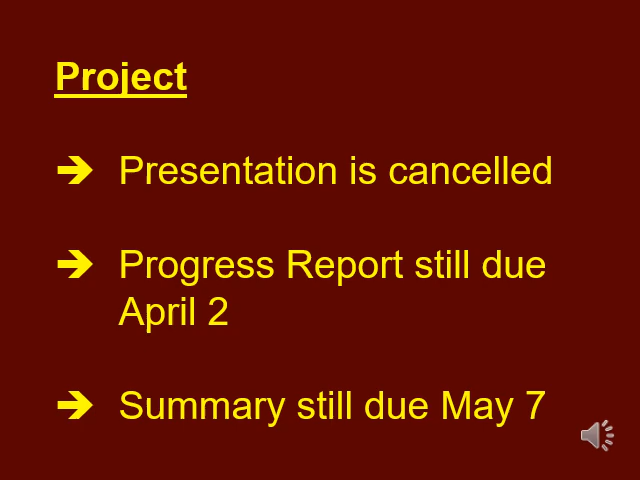 Project
➔ Presentation is cancelled
➔ Progress Report still due
April 2
➔ Summary still due May 7